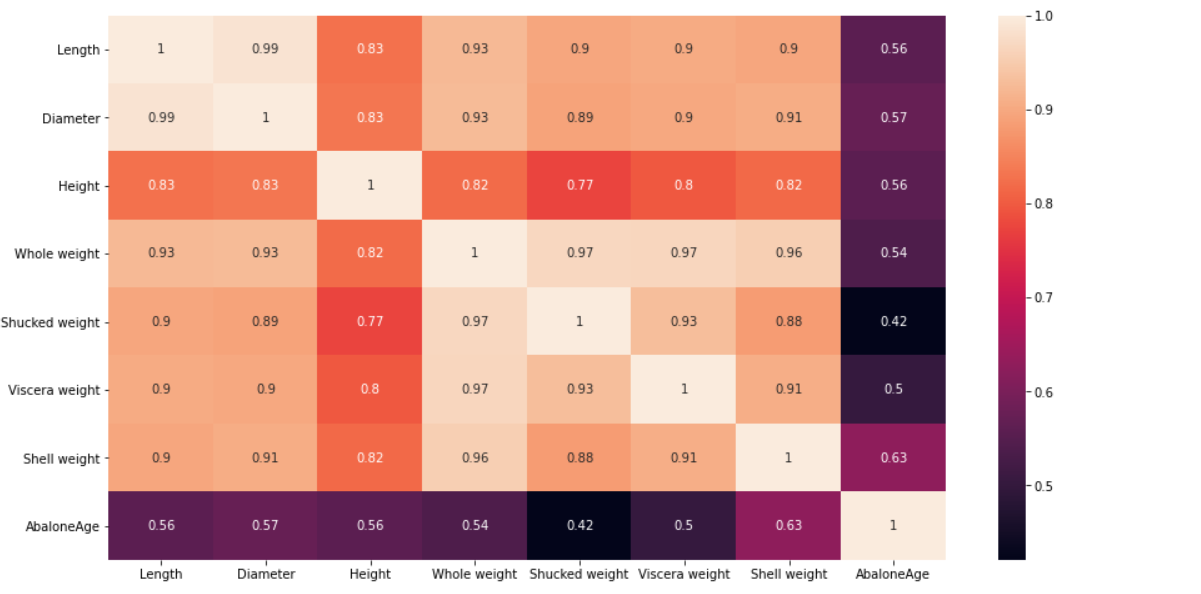 Length 1 0.99 0.83 0.93 0.9 0.9 0.9 0.56
Diameter 0.99 1 0.83 0.93 0.89 0.9 0.91 0.57
Height 0.83 0.83 1 0.82 0.77 0.8 0.82 0.56
Whole weight 0.93 0.93 0.82 1 0.97 0.97 0.96 0.54
Shucked weight 0.9 0.89 0.77 0.97 1 0.93 0.88 0.42
Viscera weight 0.9 0.9 0.8 0.97 0.93 1 0.91 0.5
Shell weight 0.9 0.91 0.82 0.96 0.88 0.91 1 0.63
AbaloneAge 0.56 0.57 0.56 0.54 0.42 0.5 0.63 1
Length Diameter Height Whole weight Shucked weight Viscera weight Shell weight AbaloneAge
1.0
0.9
0.8
0.7
0.6
0.5